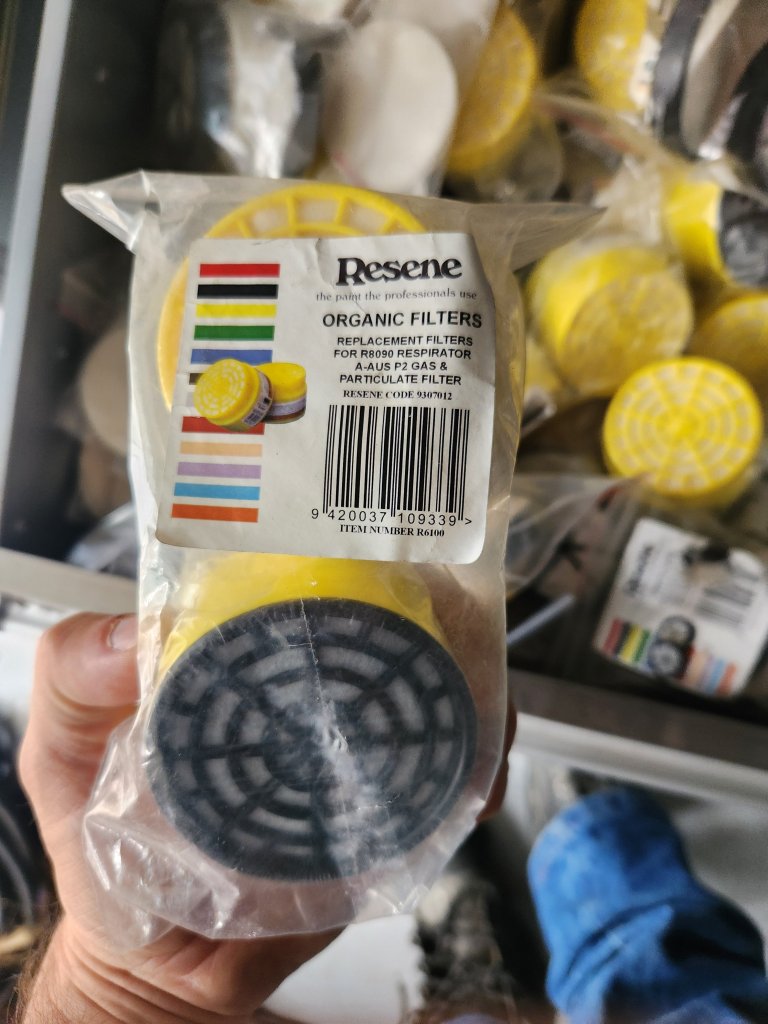 Resene
the paint the professionals use
ORGANIC FILTERS
REPLACEMENT FILTERS
FOR R8090 RESPIRATOR
A-AUS P2 GAS &
PARTICULATE FILTER
RESENE CODE 9307012
9 420037 109339 >
ITEM NUMBER R6100
Resene